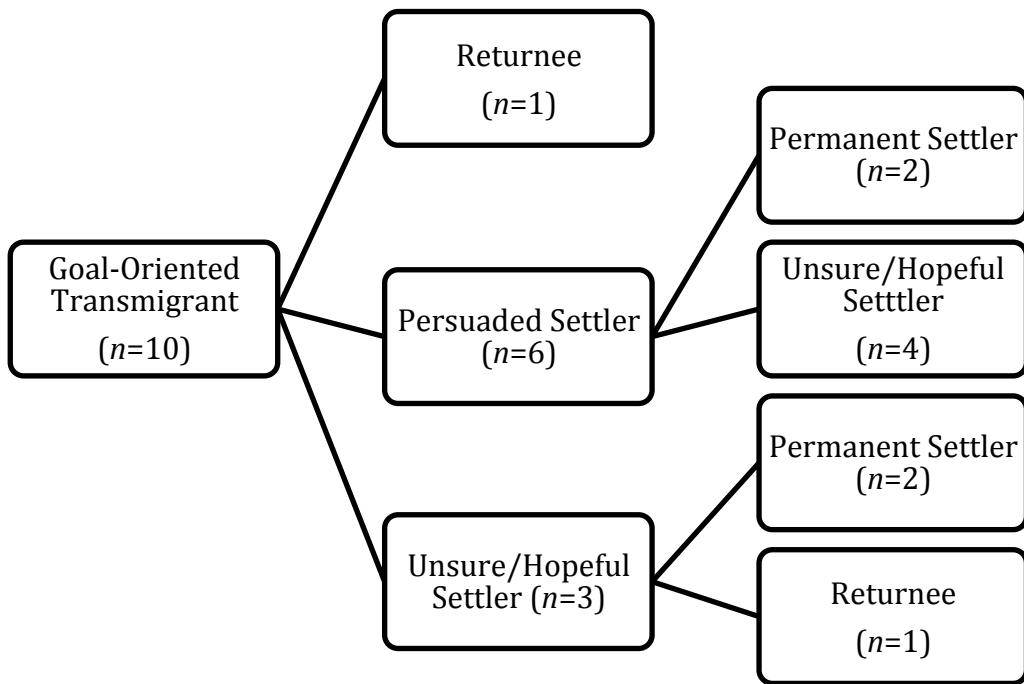 Goal-Oriented
Transmigrant
(n=10)
Returnee
(n=1)
Persuaded Settler
(n=6)
Unsure/Hopeful
Settler (n=3)
Permanent Settler
(n=2)
Unsure/Hopeful
Setttler
(n=4)
Permanent Settler
(n=2)
Returnee
(n=1)